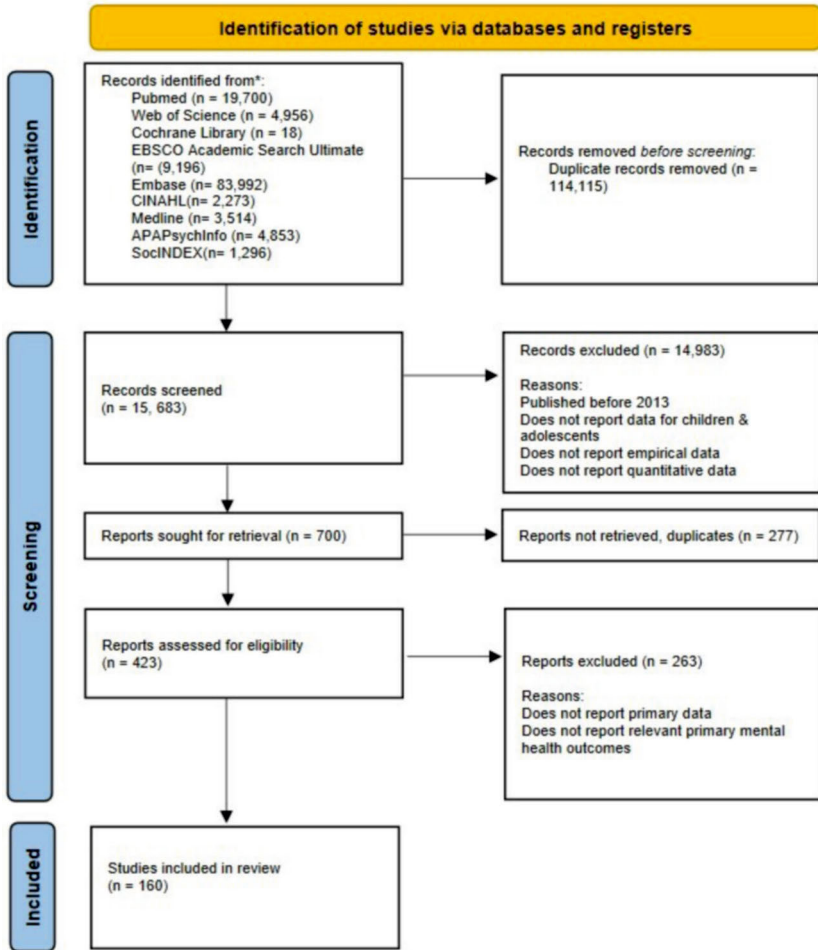 Identification of studies via databases and registers
Identification
Records identified from*:
Pubmed (n = 19,700)
Web of Science (n = 4,956)
Cochrane Library (n = 18)
EBSCO Academic Search Ultimate
(n= (9,196)
Embase (n= 83,992)
CINAHL(n= 2,273)
Medline (n= 3,514)
APAPsychInfo (n= 4,853)
SocINDEX(n= 1,296)
Records removed before screening:
Duplicate records removed (n =
114,115)
Screening
Records screened
(n = 15, 683)
Records excluded (n = 14,983)
Reasons:
Published before 2013
Does not report data for children &
adolescents
Does not report empirical data
Does not report quantitative data
Reports sought for retrieval (n = 700)
Reports not retrieved, duplicates (n = 277)
Reports assessed for eligibility
(n = 423)
Reports excluded (n = 263)
Reasons:
Does not report primary data
Does not report relevant primary mental
health outcomes
Included
Studies included in review
(n = 160)